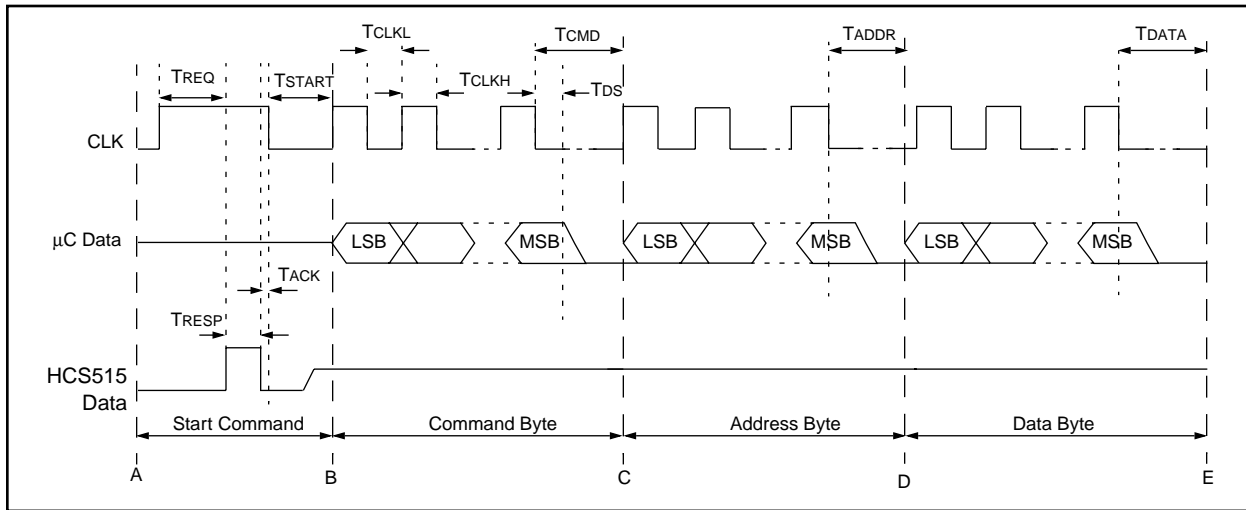 TCLKL
TCMD
TADDR
TDATA
TREQ
TSTART
TCLKH
TDS
CLK
μC Data
LSB
MSB
LSB
MSB
LSB
MSB
TACK
TRESP
HCS515
Data
Start Command
Command Byte
Address Byte
Data Byte
A
B
C
D
E